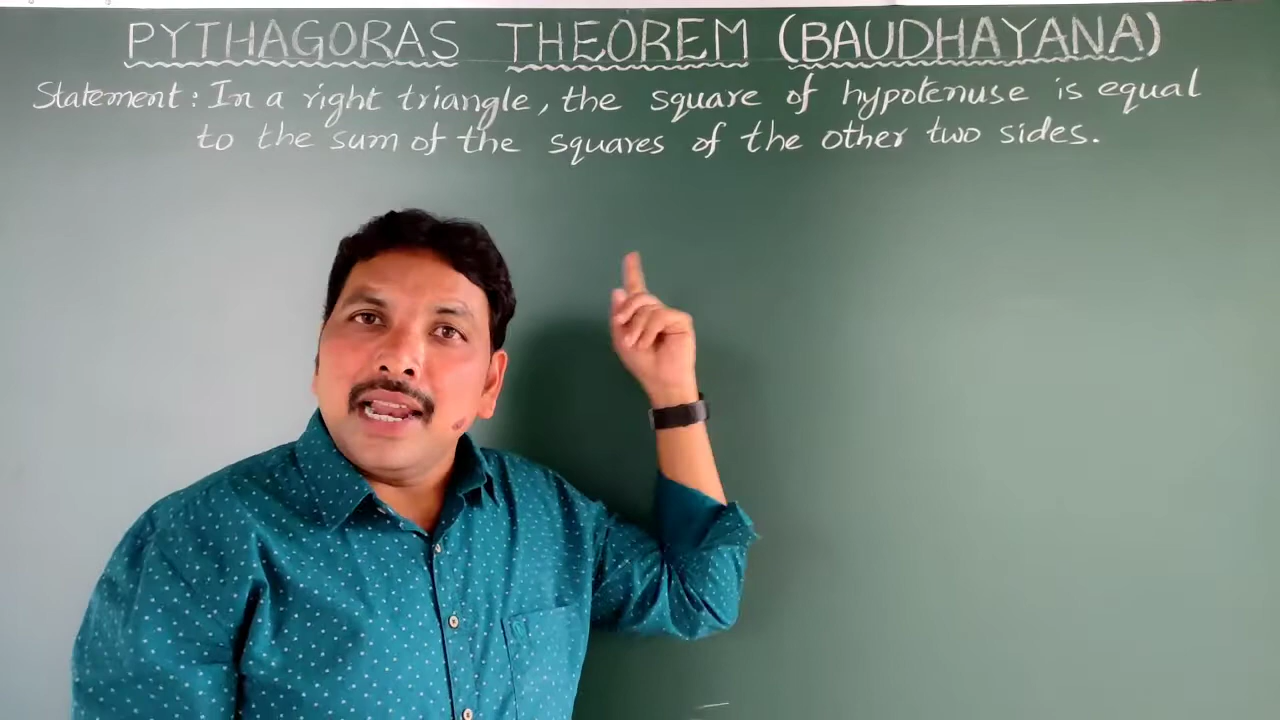 PYTHAGORAS THEOREM (BAUDHAYANA)
Statement: In a right triangle, the square of hypotenuse is equal
to the sum of the squares of the other two sides.